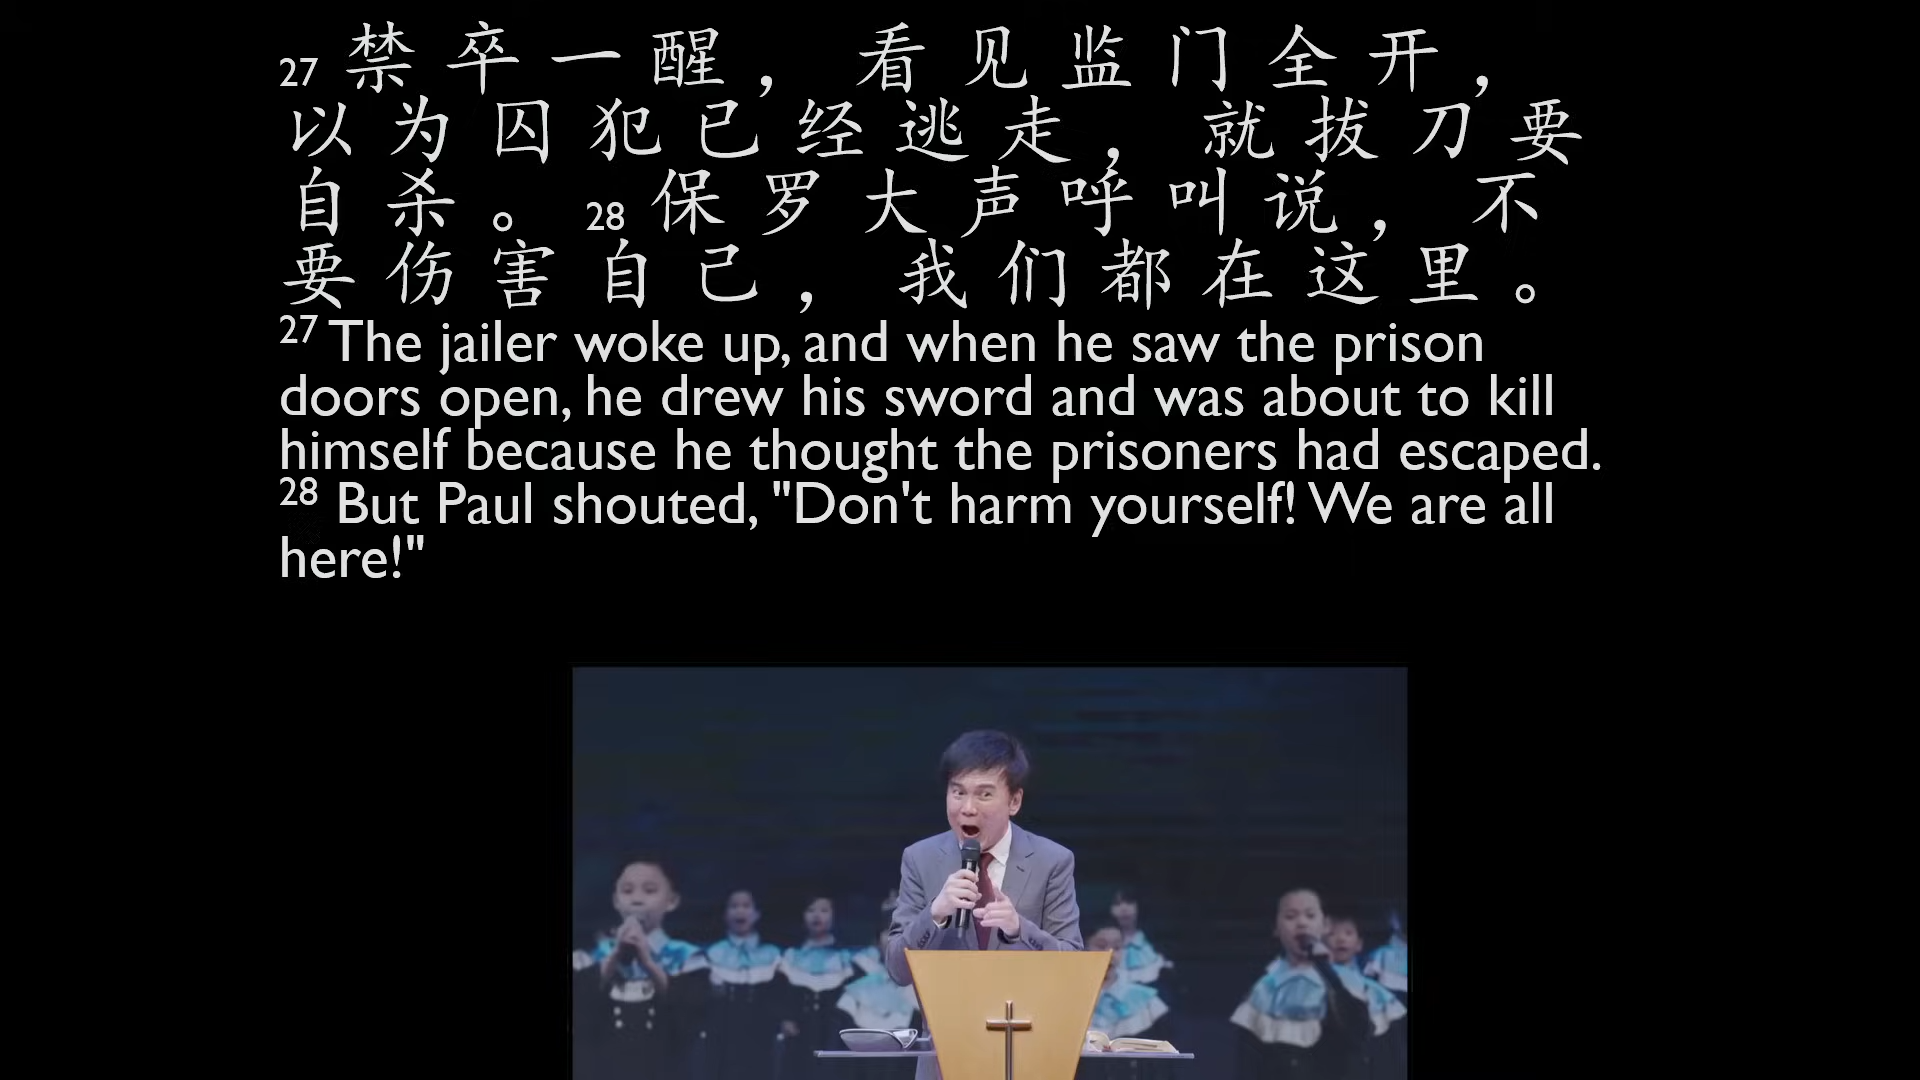 27 禁卒一醒，看见监门全开，
以为囚犯已经逃走，就拔刀要
自杀。 28 保罗大声呼叫说，不
要伤害自己，我们都在这里。
27 The jailer woke up, and when he saw the prison
doors open, he drew his sword and was about to kill
himself because he thought the prisoners had escaped.
28 But Paul shouted, "Don't harm yourself! We are all
here!"